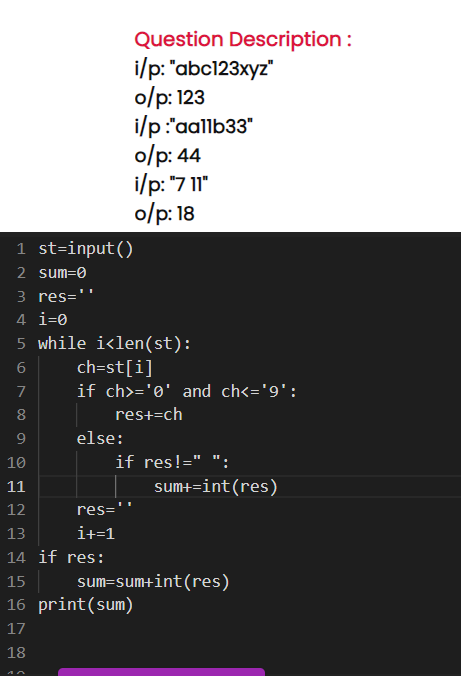 Question Description :
i/p: "abc123xyz"
o/p: 123
i/p :"aa11b33"
o/p: 44
i/p: "7 11"
o/p: 18
1 st=input()
2 sum=0
3 res=''
4 i=0
5 while i<len(st):
6     ch=st[i]
7     if ch>='0' and ch<='9':
8         res+=ch
9     else:
10         if res!=" ":
11             sum+=int(res)
12     res=''
13     i+=1
14 if res:
15     sum=sum+int(res)
16 print(sum)
17
18